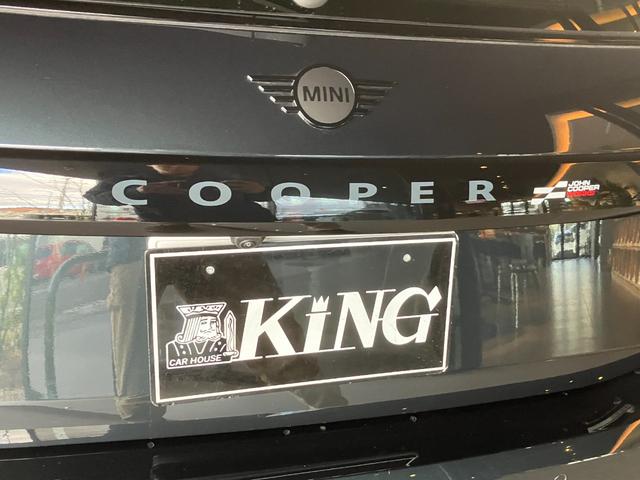 MINI
COOPER
JOHN
COOPER
WORKS
KING
CAR HOUSE